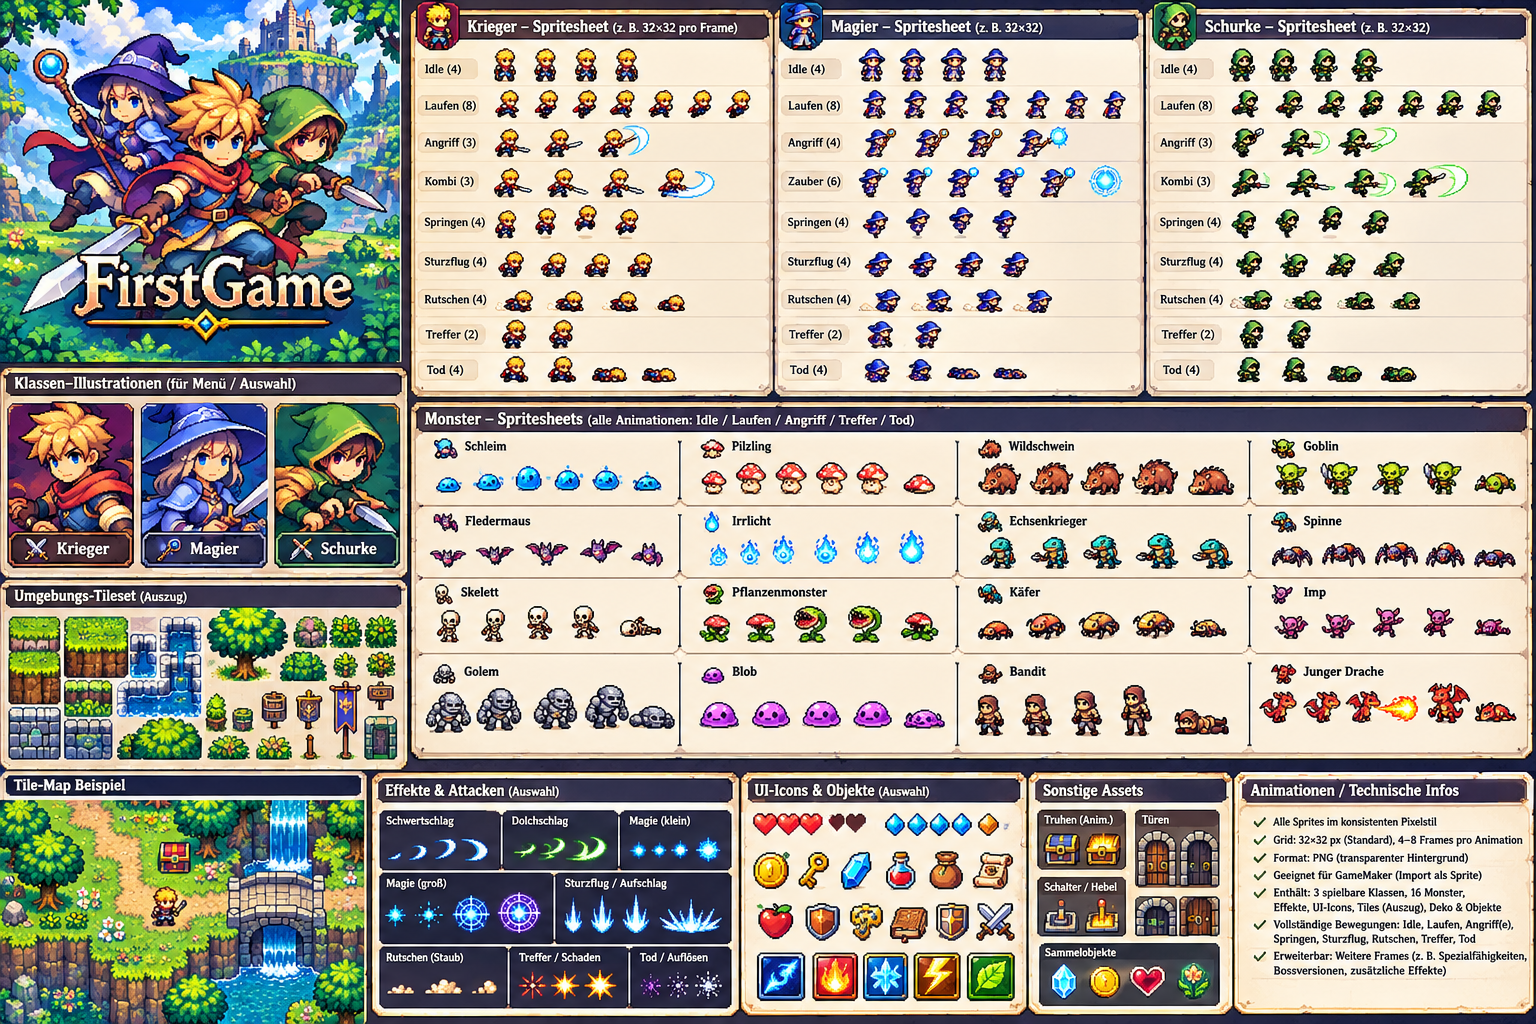 FirstGame
Krieger – Spritesheet (z. B. 32×32 pro Frame)
Idle (4)
Laufen (8)
Angriff (3)
Kombi (3)
Springen (4)
Sturzflug (4)
Rutschen (4)
Treffer (2)
Tod (4)
Magier – Spritesheet (z. B. 32×32)
Idle (4)
Laufen (8)
Angriff (4)
Zauber (6)
Springen (4)
Sturzflug (4)
Rutschen (4)
Treffer (2)
Tod (4)
Schurke – Spritesheet (z. B. 32×32)
Idle (4)
Laufen (8)
Angriff (3)
Kombi (3)
Springen (4)
Sturzflug (4)
Rutschen (4)
Treffer (2)
Tod (4)
Klassen-Illustrationen (für Menü / Auswahl)
Krieger
Magier
Schurke
Monster – Spritesheets (alle Animationen: Idle / Laufen / Angriff / Treffer / Tod)
Schleim
Pilzling
Wildschwein
Goblin
Fledermaus
Irrlicht
Echsenkrieger
Spinne
Skelett
Pflanzenmonster
Käfer
Imp
Golem
Blob
Bandit
Junger Drache
Umgebungs-Tileset (Auszug)
Tile-Map Beispiel
Effekte & Attacken (Auswahl)
Schwertschlag
Dolchschlag
Magie (klein)
Magie (groß)
Sturzflug / Aufschlag
Rutschen (Staub)
Treffer / Schaden
Tod / Auflösen
UI-Icons & Objekte (Auswahl)
Sonstige Assets
Truhen (Anim.)
Türen
Schalter / Hebel
Sammelobjekte
Animationen / Technische Infos
Alle Sprites im konsistenten Pixelstil
Grid: 32×32 px (Standard), 4–8 Frames pro Animation
Format: PNG (transparenter Hintergrund)
Geeignet für GameMaker (Import als Sprite)
Enthält: 3 spielbare Klassen, 16 Monster,
Effekte, UI-Icons, Tiles (Auszug), Deko & Objekte
Vollständige Bewegungen: Idle, Laufen, Angriff(e),
Springen, Sturzflug, Rutschen, Treffer, Tod
Erweiterbar: Weitere Frames (z. B. Spezialfähigkeiten,
Bossversionen, zusätzliche Effekte)